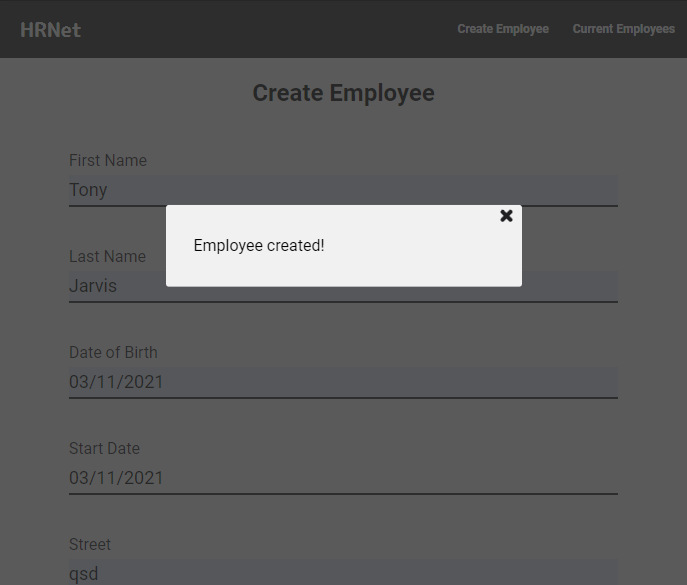 HRNet
Create Employee
Current Employees
Create Employee
First Name
Tony
Employee created!
Last Name
Jarvis
Date of Birth
03/11/2021
Start Date
03/11/2021
Street
qsd